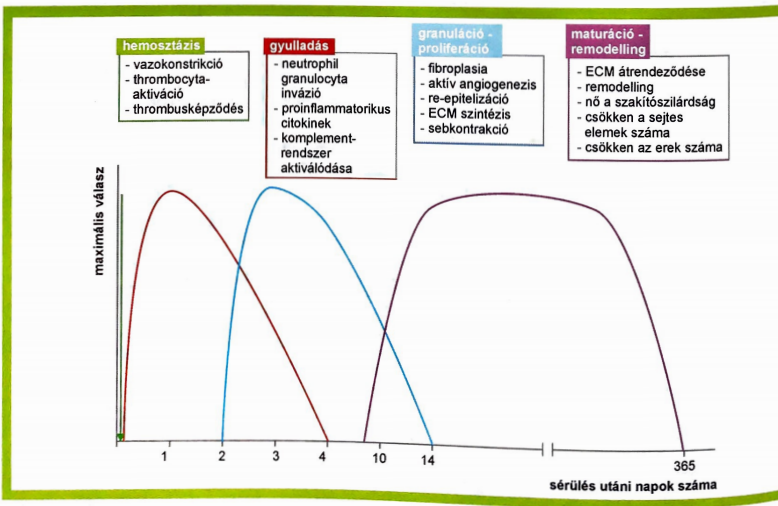 hemosztázis
- vazokonstrikció
- thrombocyta-
aktiváció
- thrombusképződés
gyulladás
- neutrophil
granulocyta
invázió
- proinflammatorikus
citokinek
- komplement-
rendszer
aktiválódása
granuláció -
proliferáció
- fibroplasia
- aktív angiogenezis
- re-epitelizáció
- ECM szintézis
- sebkontrakció
maturáció -
remodelling
- ECM átrendeződése
- remodelling
- nő a szakítószilárdság
- csökken a sejtes
elemek száma
- csökken az erek száma
maximális válasz
1
2
3
4
10
14
365
sérülés utáni napok száma